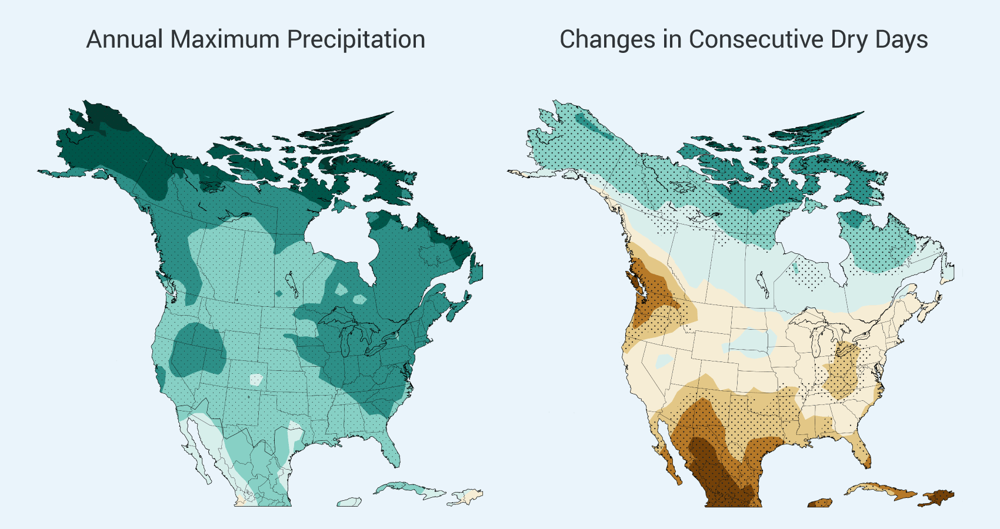 Annual Maximum Precipitation
Changes in Consecutive Dry Days